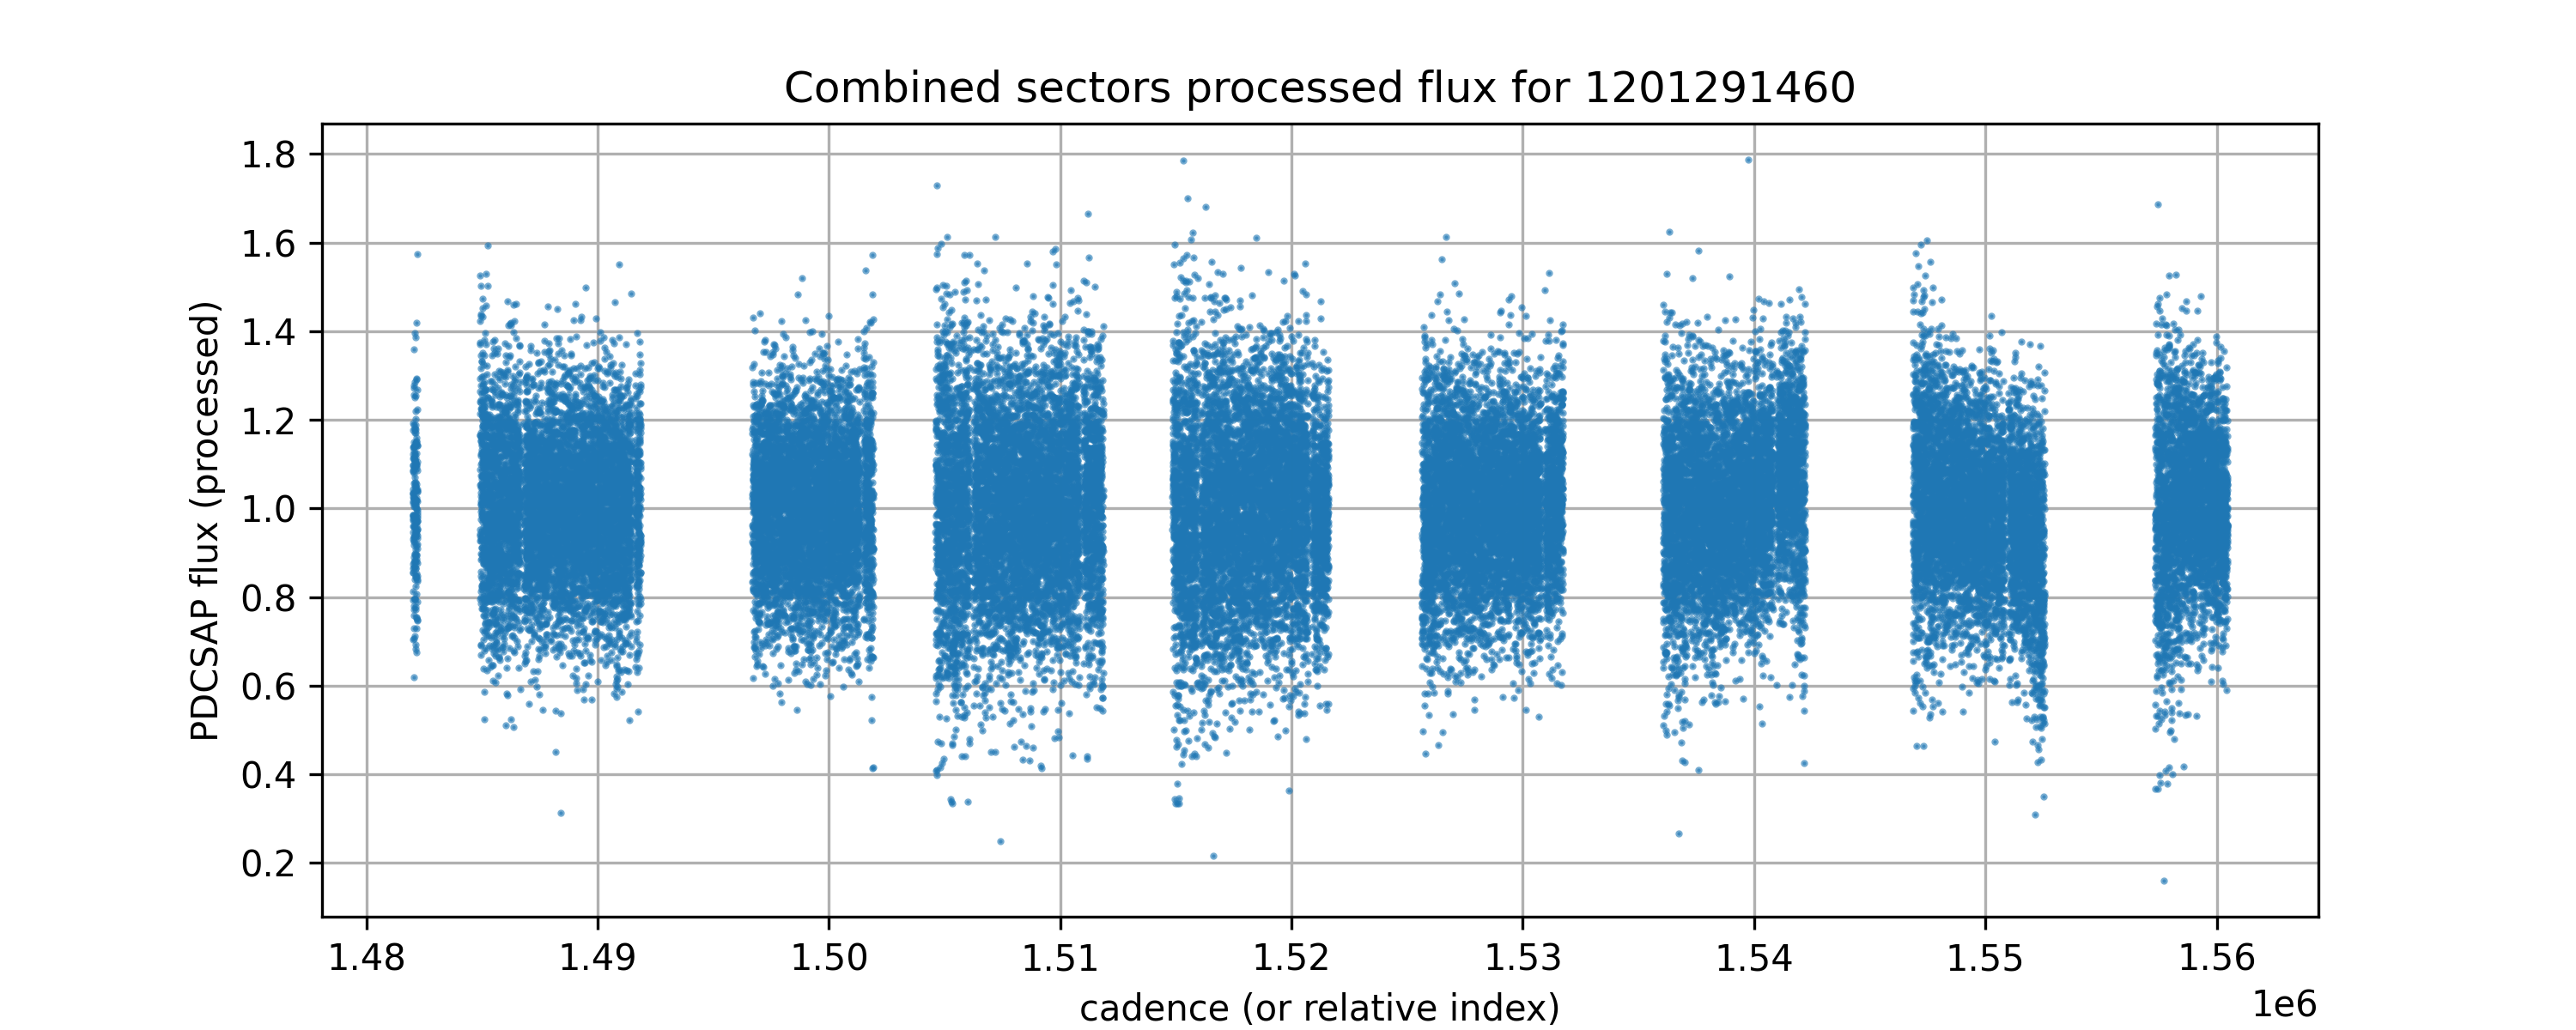 Combined sectors processed flux for 1201291460
PDCSAP flux (processed)
1.8
1.6
1.4
1.2
1.0
0.8
0.6
0.4
0.2
1.48 1.49 1.50 1.51 1.52 1.53 1.54 1.55 1.56
cadence (or relative index)
1e6